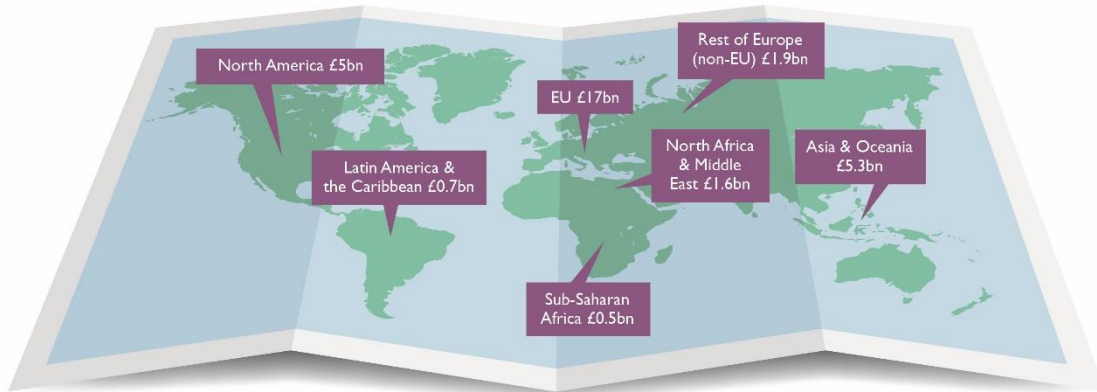 North America £5bn
Rest of Europe
(non-EU) £1.9bn
EU £17bn
Latin America &
the Caribbean £0.7bn
North Africa
& Middle
East £1.6bn
Asia & Oceania
£5.3bn
Sub-Saharan
Africa £0.5bn